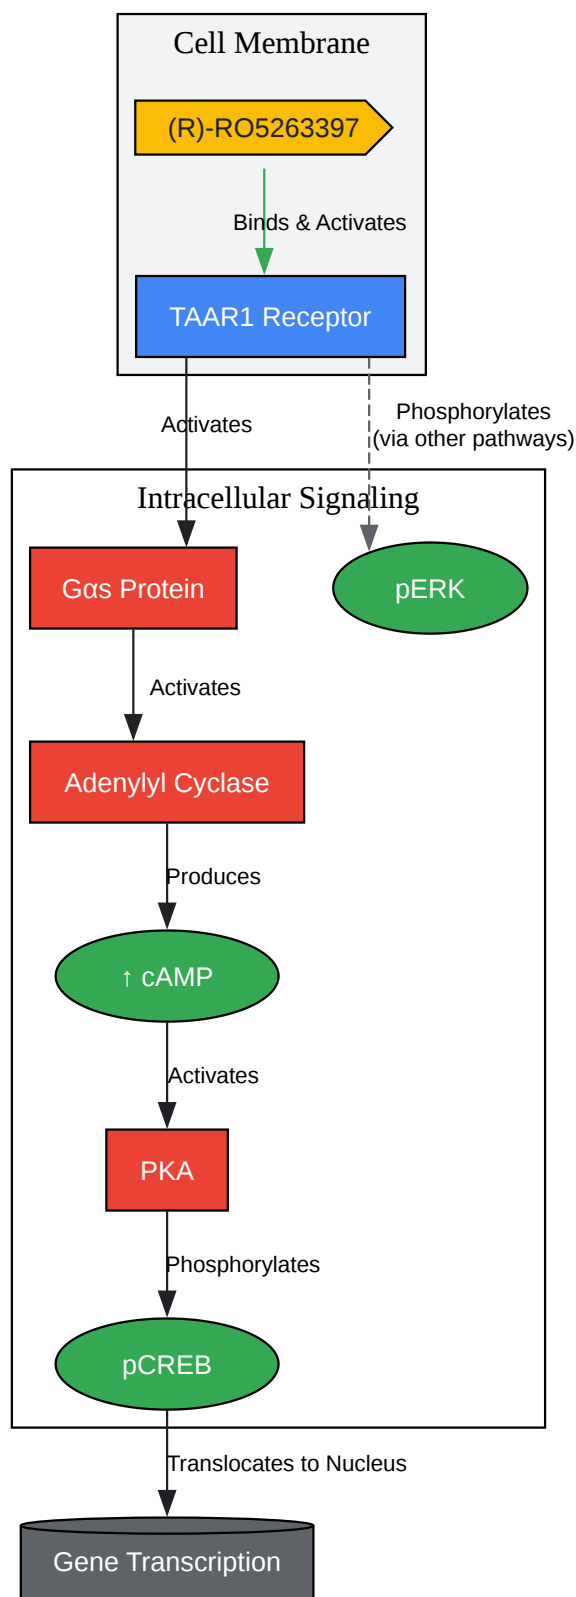 Cell Membrane
(R)-RO5263397
Binds & Activates
TAAR1 Receptor
Activates
Phosphorylates
(via other pathways)
Intracellular Signaling
Gαs Protein
pERK
Activates
Adenylyl Cyclase
Produces
↑ cAMP
Activates
PKA
Phosphorylates
pCREB
Translocates to Nucleus
Gene Transcription